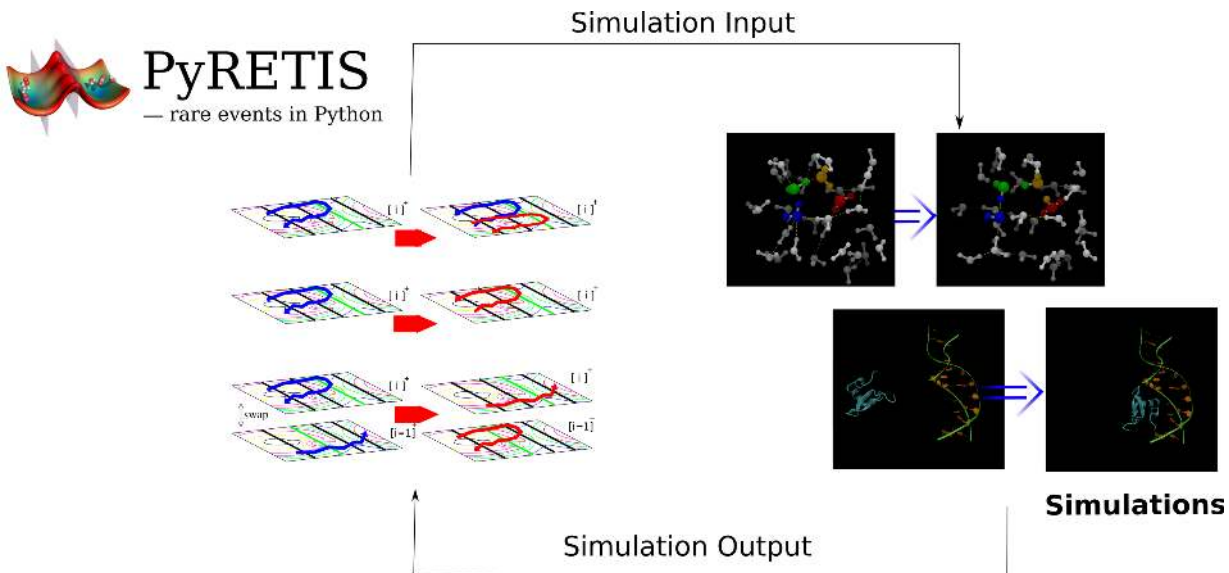 Simulation Input
PyRETIS
— rare events in Python
[i]⁺
[i]⁺
[i]⁺
[i]⁺
[i]⁺
[i]⁺
swap
[i-1]⁺
[i-1]⁺
Simulations
Simulation Output